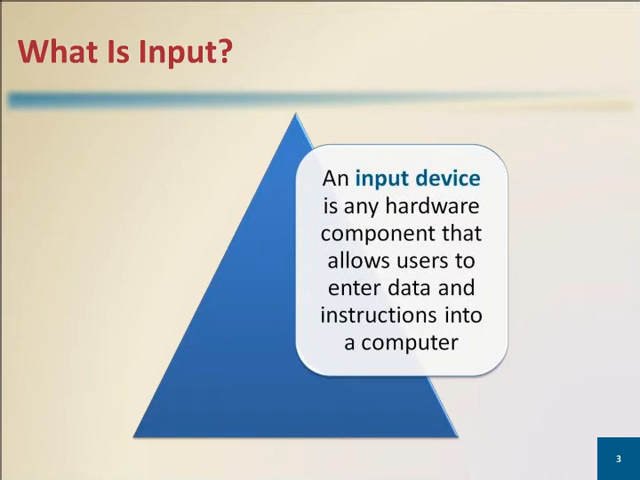 What Is Input?
An input device
is any hardware
component that
allows users to
enter data and
instructions into
a computer
3